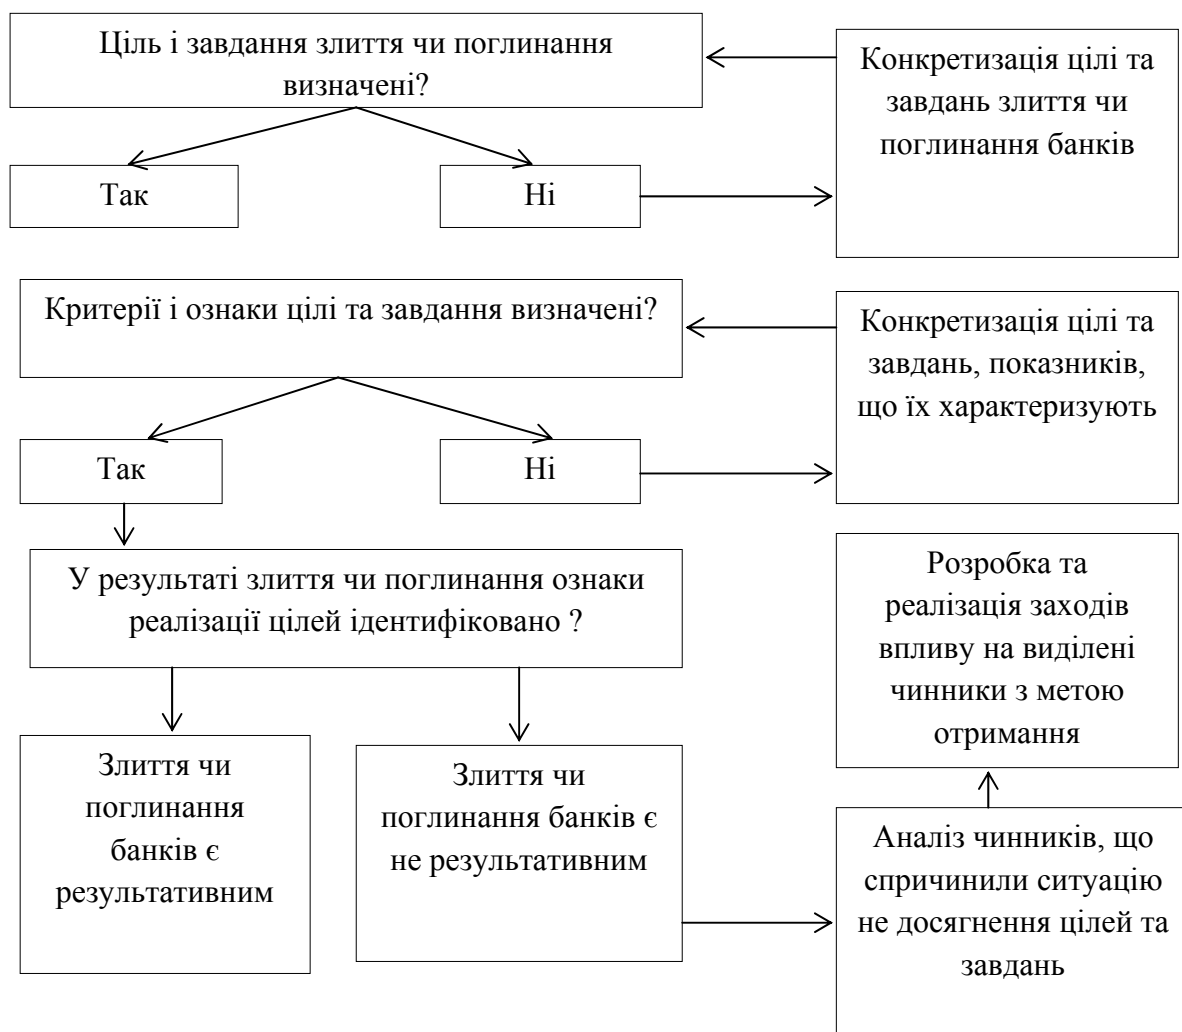 Ціль і завдання злиття чи поглинання
визначені?
Конкретизація цілі та
завдань злиття чи
поглинання банків
Так
Ні
Критерії і ознаки цілі та завдання визначені?
Конкретизація цілі та
завдань, показників,
що їх характеризують
Так
Ні
У результаті злиття чи поглинання ознаки
реалізації цілей ідентифіковано ?
Розробка та
реалізація заходів
впливу на виділені
чинники з метою
отримання
Злиття чи
поглинання
банків є
результативним
Злиття чи
поглинання банків є
не результативним
Аналіз чинників, що
спричинили ситуацію
не досягнення цілей та
завдань